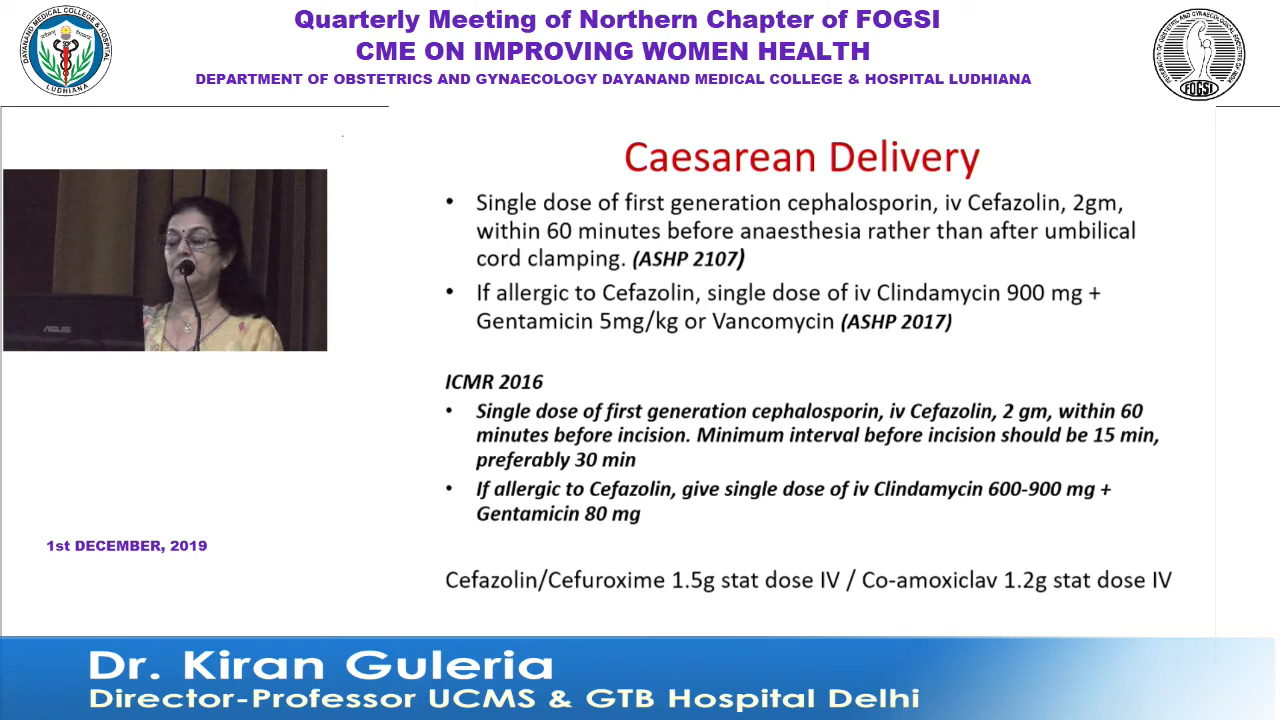 Quarterly Meeting of Northern Chapter of FOGSI
CME ON IMPROVING WOMEN HEALTH
DEPARTMENT OF OBSTETRICS AND GYNAECOLOGY DAYANAND MEDICAL COLLEGE & HOSPITAL LUDHIANA
DAYANAND MEDICAL COLLEGE & HOSPITAL
LUDHIANA
FOGSI
Caesarean Delivery
• Single dose of first generation cephalosporin, iv Cefazolin, 2gm,
within 60 minutes before anaesthesia rather than after umbilical
cord clamping. (ASHP 2107)
• If allergic to Cefazolin, single dose of iv Clindamycin 900 mg +
Gentamicin 5mg/kg or Vancomycin (ASHP 2017)
ASUS
ICMR 2016
• Single dose of first generation cephalosporin, iv Cefazolin, 2 gm, within 60
minutes before incision. Minimum interval before incision should be 15 min,
preferably 30 min
• If allergic to Cefazolin, give single dose of iv Clindamycin 600-900 mg +
Gentamicin 80 mg
1st DECEMBER, 2019
Cefazolin/Cefuroxime 1.5g stat dose IV / Co-amoxiclav 1.2g stat dose IV
Dr. Kiran Guleria
Director-Professor UCMS & GTB Hospital Delhi